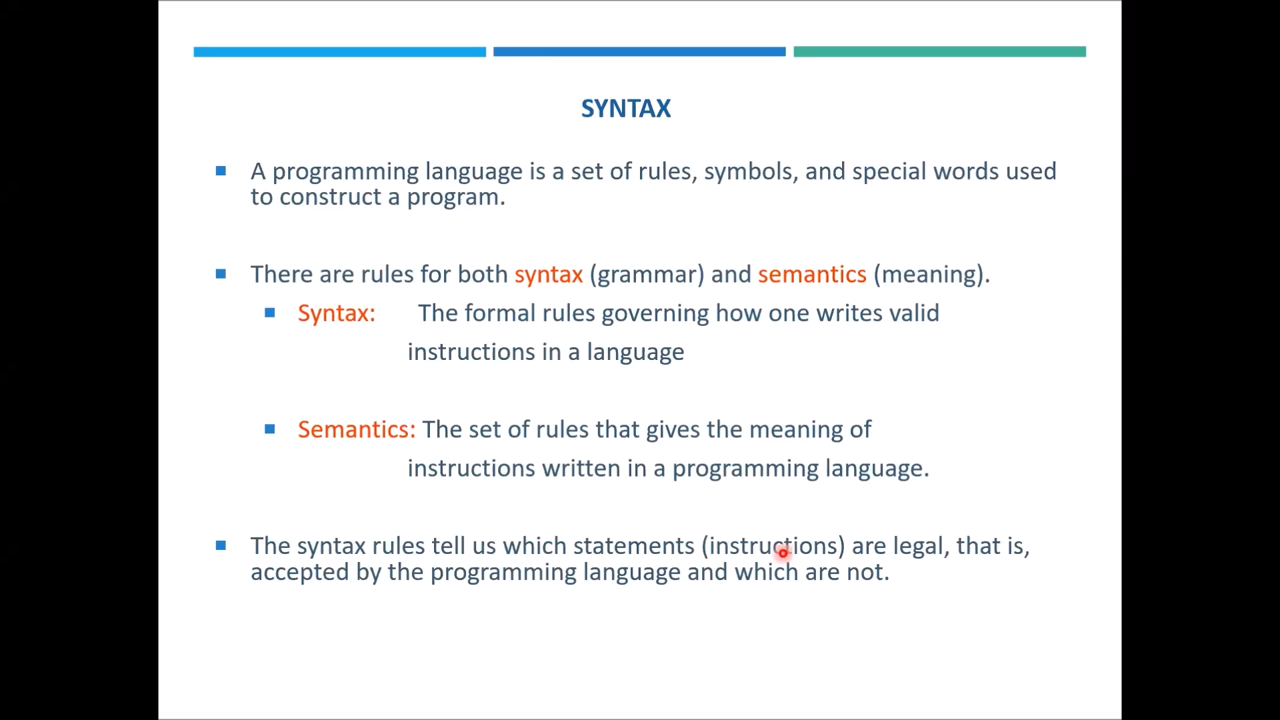 SYNTAX
A programming language is a set of rules, symbols, and special words used
to construct a program.
There are rules for both syntax (grammar) and semantics (meaning).
Syntax: The formal rules governing how one writes valid
instructions in a language
Semantics: The set of rules that gives the meaning of
instructions written in a programming language.
The syntax rules tell us which statements (instructions) are legal, that is,
accepted by the programming language and which are not.